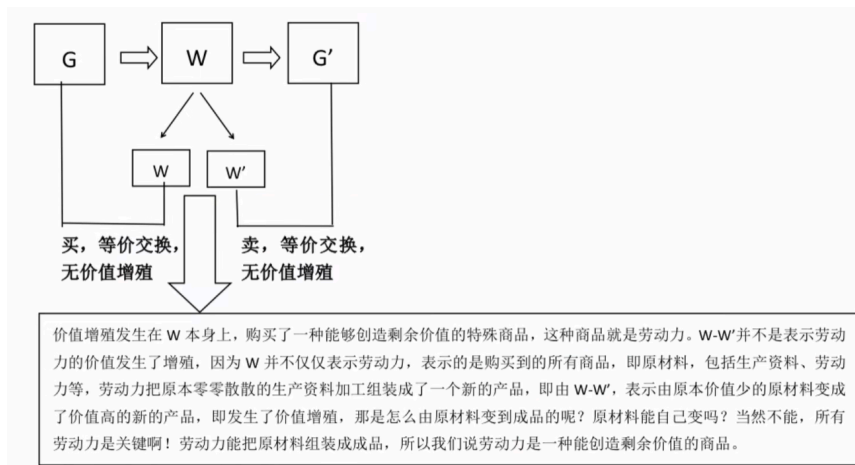 G W G’
W W’
买，等价交换， 卖，等价交换，
无价值增殖 无价值增殖
价值增殖发生在 W 本身上，购买了一种能够创造剩余价值的特殊商品，这种商品就是劳动力。W-W’并不是表示劳动
力的价值发生了增殖，因为 W 并不仅仅表示劳动力，表示的是购买到的所有商品，即原材料，包括生产资料、劳动
力等，劳动力把原本零零散散的生产资料加工组装成了一个新的产品，即由 W-W’，表示由原本价值少的原材料变成
了价值高的新的产品，即发生了价值增殖，那是怎么由原材料变到成品的呢？原材料能自己变吗？当然不能，所有
劳动力是关键啊！劳动力能把原材料组装成成品，所以我们说劳动力是一种能创造剩余价值的商品。